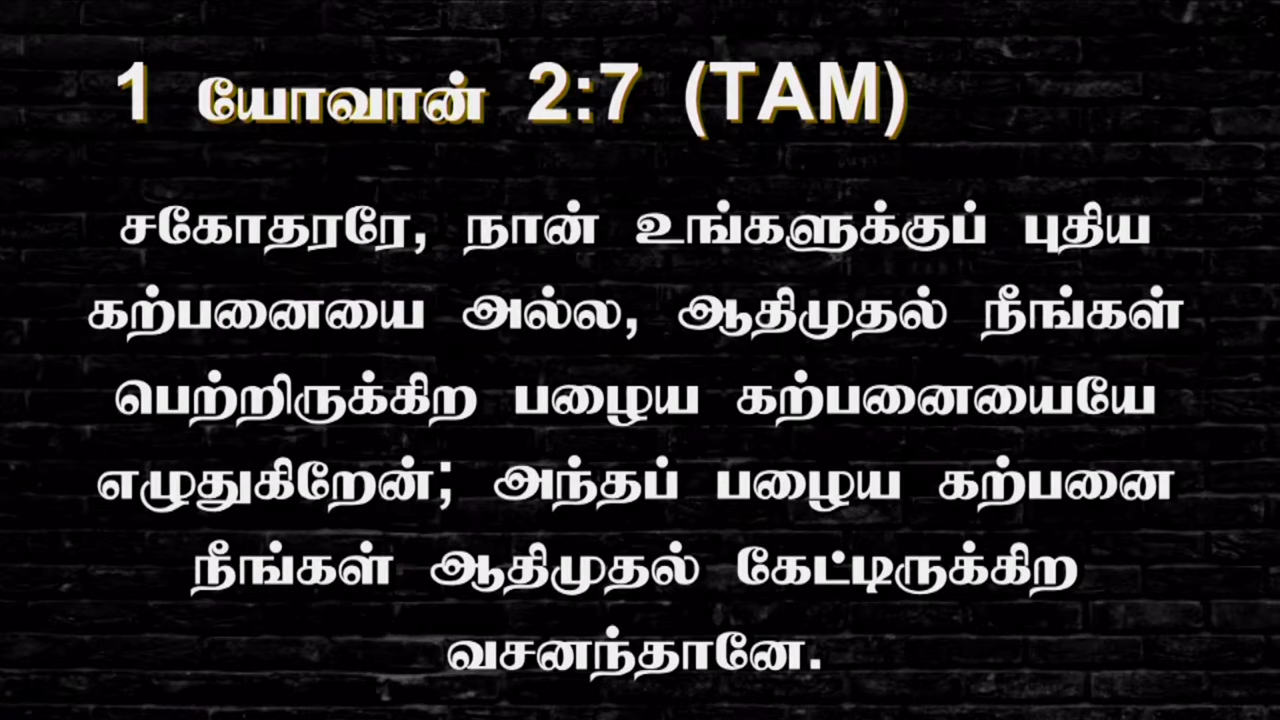 1 யோவான் 2:7 (TAM)
சகோதரரே, நான் உங்களுக்குப் புதிய
கற்பனையை அல்ல, ஆதிமுதல் நீங்கள்
பெற்றிருக்கிற பழைய கற்பனையையே
எழுதுகிறேன்; அந்தப் பழைய கற்பனை
நீங்கள் ஆதிமுதல் கேட்டிருக்கிற
வசனந்தானே.